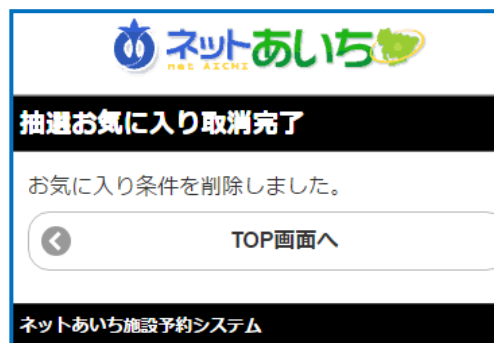 ネットあいち
net AICHI
抽選お気に入り取消完了
お気に入り条件を削除しました。
TOP画面へ
ネットあいち施設予約システム